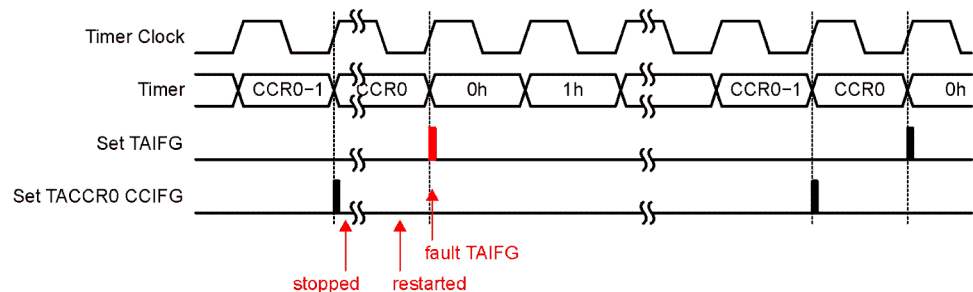 Timer Clock
Timer CCR0−1 CCR0 0h 1h CCR0−1 CCR0 0h
Set TAIFG
Set TACCR0 CCIFG
fault TAIFG
stopped restarted